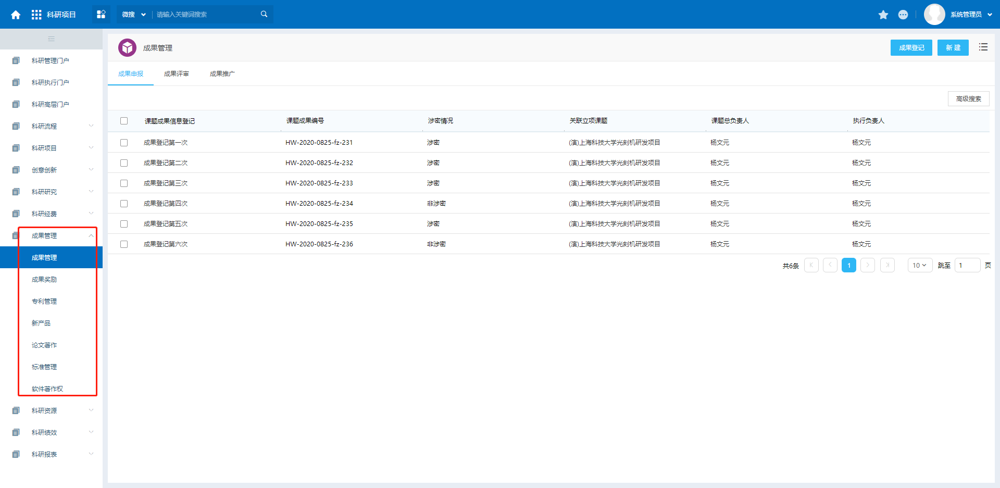 科研项目 微搜 请输入关键词搜索 系统管理员
科研管理门户
科研执行门户
科研高层门户
科研流程
科研项目
创意创新
科研研究
科研经费
成果管理
成果管理
成果奖励
专利管理
新产品
论文著作
标准管理
软件著作权
科研资源
科研绩效
科研报表
成果管理 成果登记 新 建
成果申报 成果评审 成果推广
高级搜索
课题成果信息登记 课题成果编号 涉密情况 关联立项课题 课题总负责人 执行负责人
成果登记第一次 HW-2020-0825-fz-231 涉密 (演)上海科技大学光刻机研发项目 杨文元 杨文元
成果登记第二次 HW-2020-0825-fz-232 涉密 (演)上海科技大学光刻机研发项目 杨文元 杨文元
成果登记第三次 HW-2020-0825-fz-233 涉密 (演)上海科技大学光刻机研发项目 杨文元 杨文元
成果登记第四次 HW-2020-0825-fz-234 非涉密 (演)上海科技大学光刻机研发项目 杨文元 杨文元
成果登记第五次 HW-2020-0825-fz-235 涉密 (演)上海科技大学光刻机研发项目 杨文元 杨文元
成果登记第六次 HW-2020-0825-fz-236 非涉密 (演)上海科技大学光刻机研发项目 杨文元 杨文元
共6条 1 10 跳至 1 页